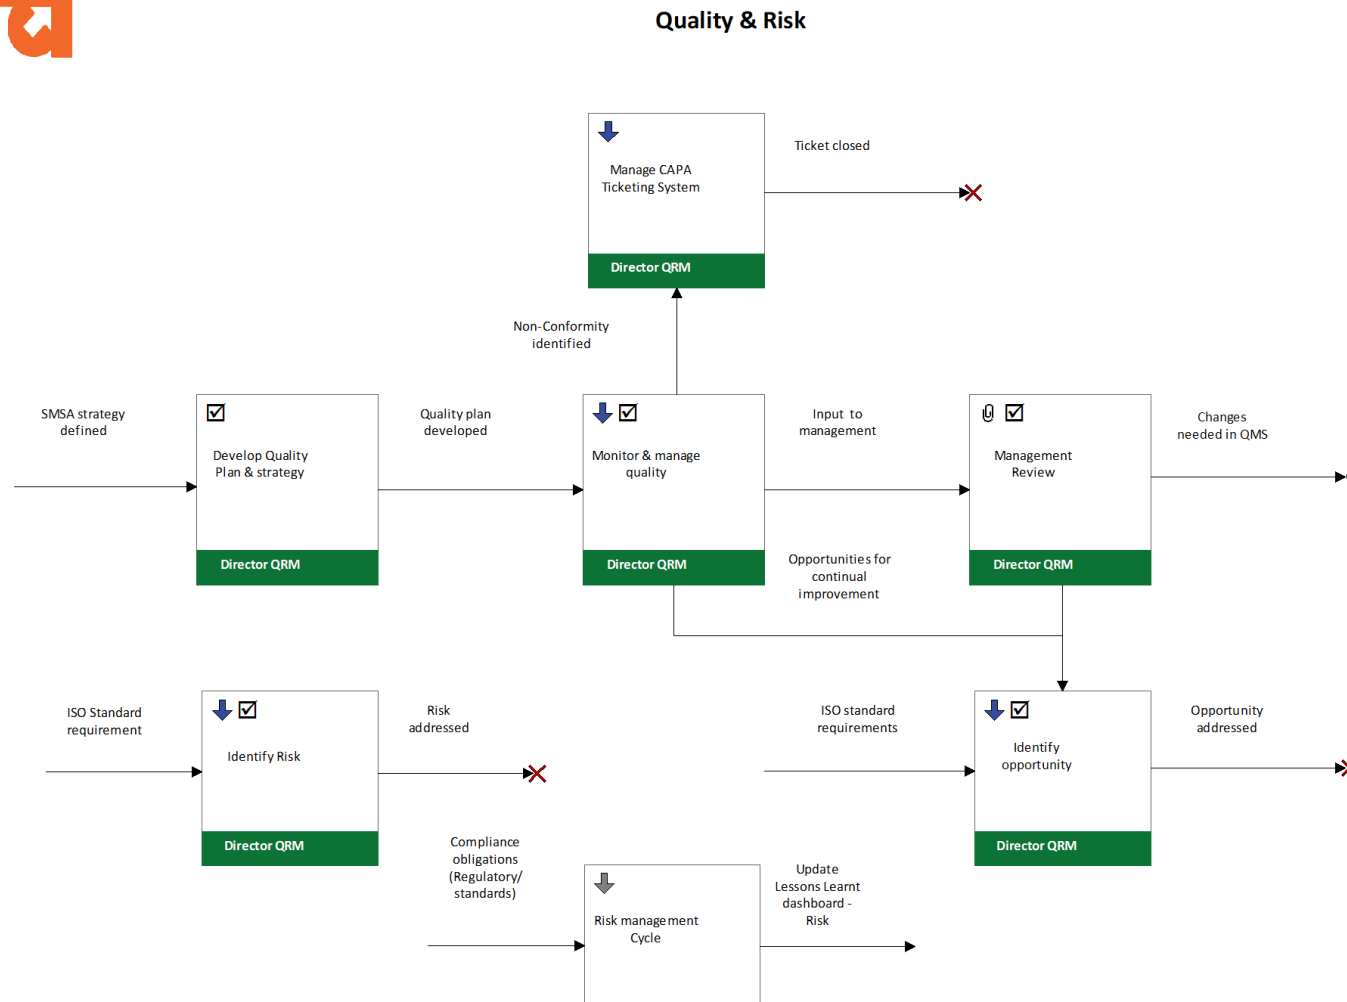 Quality & Risk
Ticket closed
Manage CAPA
Ticketing System
Director QRM
Non-Conformity
identified
SMSA strategy
defined
Develop Quality
Plan & strategy
Director QRM
Quality plan
developed
Monitor & manage
quality
Director QRM
Input to
management
Management
Review
Director QRM
Changes
needed in QMS
Opportunities for
continual
improvement
ISO Standard
requirement
Identify Risk
Director QRM
Risk
addressed
ISO standard
requirements
Identify
opportunity
Director QRM
Opportunity
addressed
Compliance
obligations
(Regulatory/
standards)
Risk management
Cycle
Update
Lessons Learnt
dashboard -
Risk